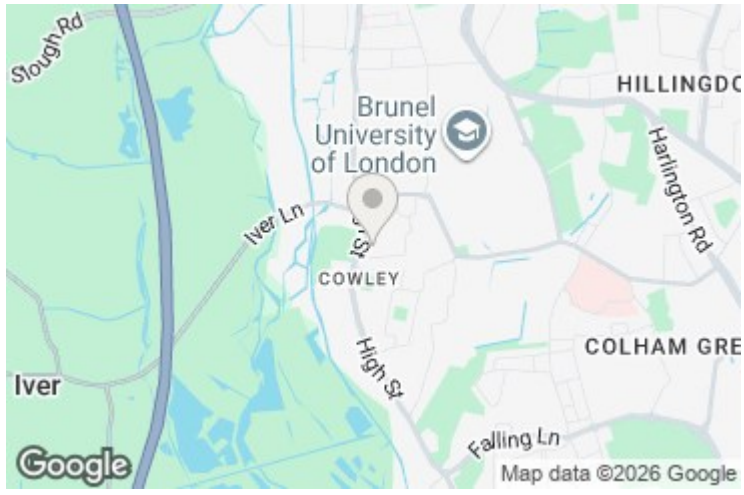 Slough Rd
HILLINGDO
Brunel
University
of London
Harlington Rd
Iver Ln
COWLEY
High St
COLHAM GRE
Iver
Falling Ln
Google
Map data ©2026 Google